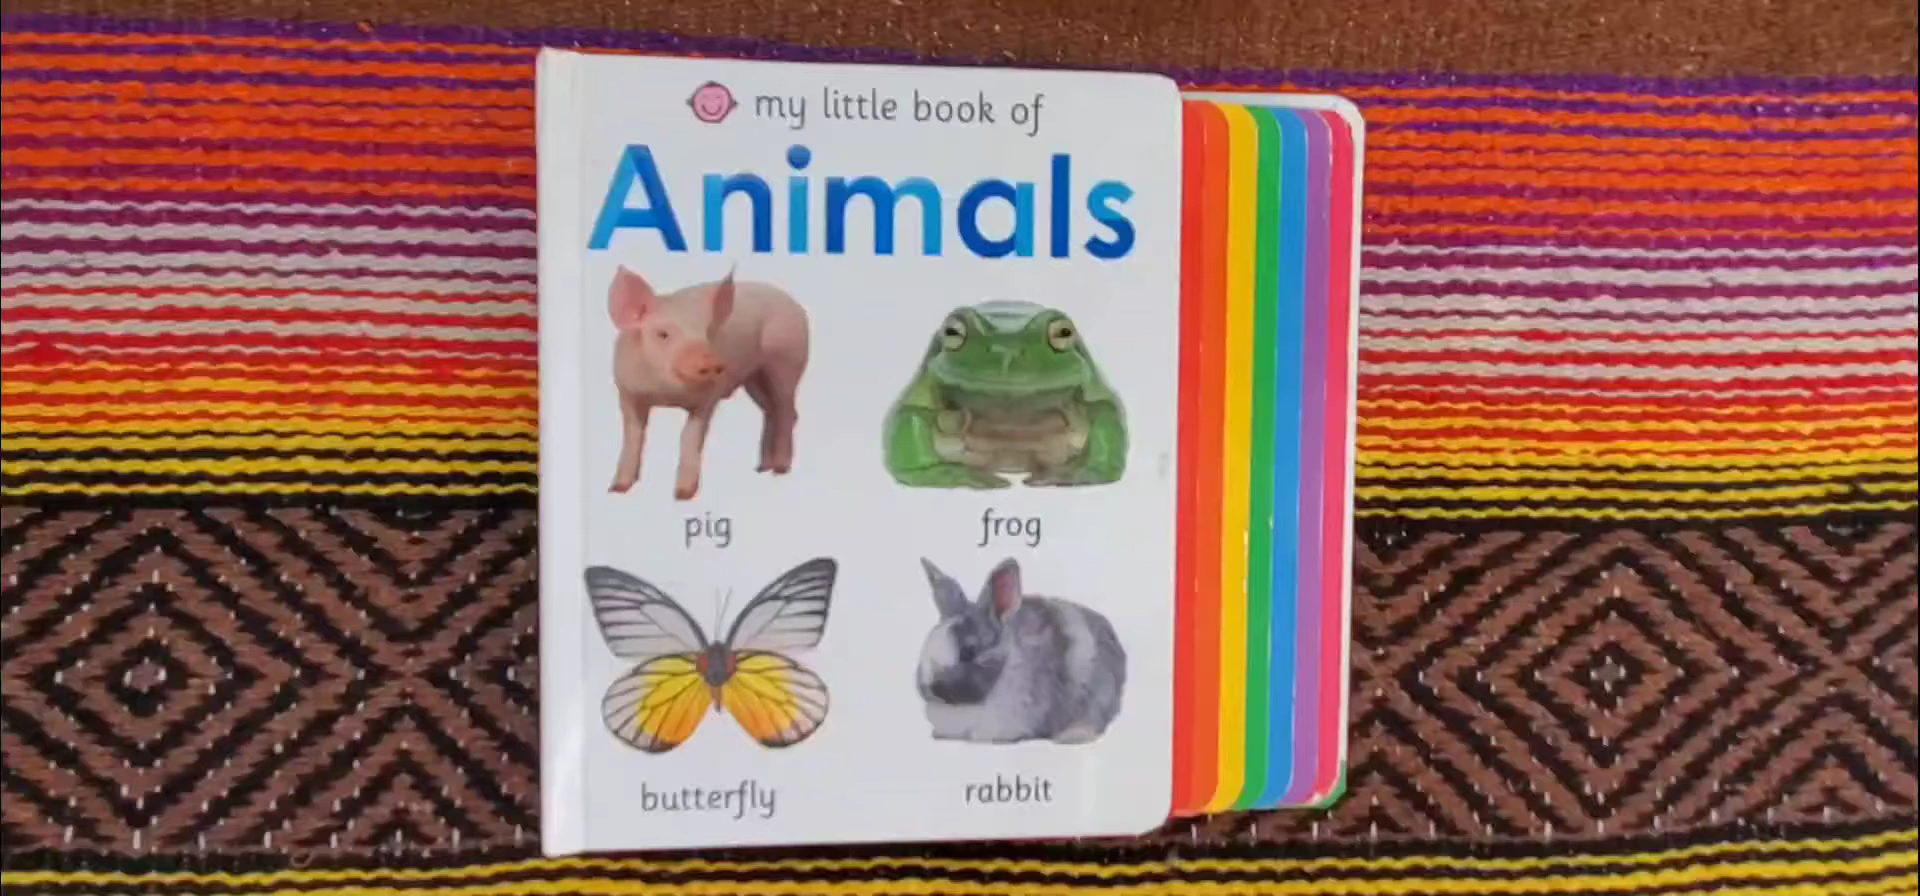 my little book of
Animals
pig
frog
butterfly
rabbit